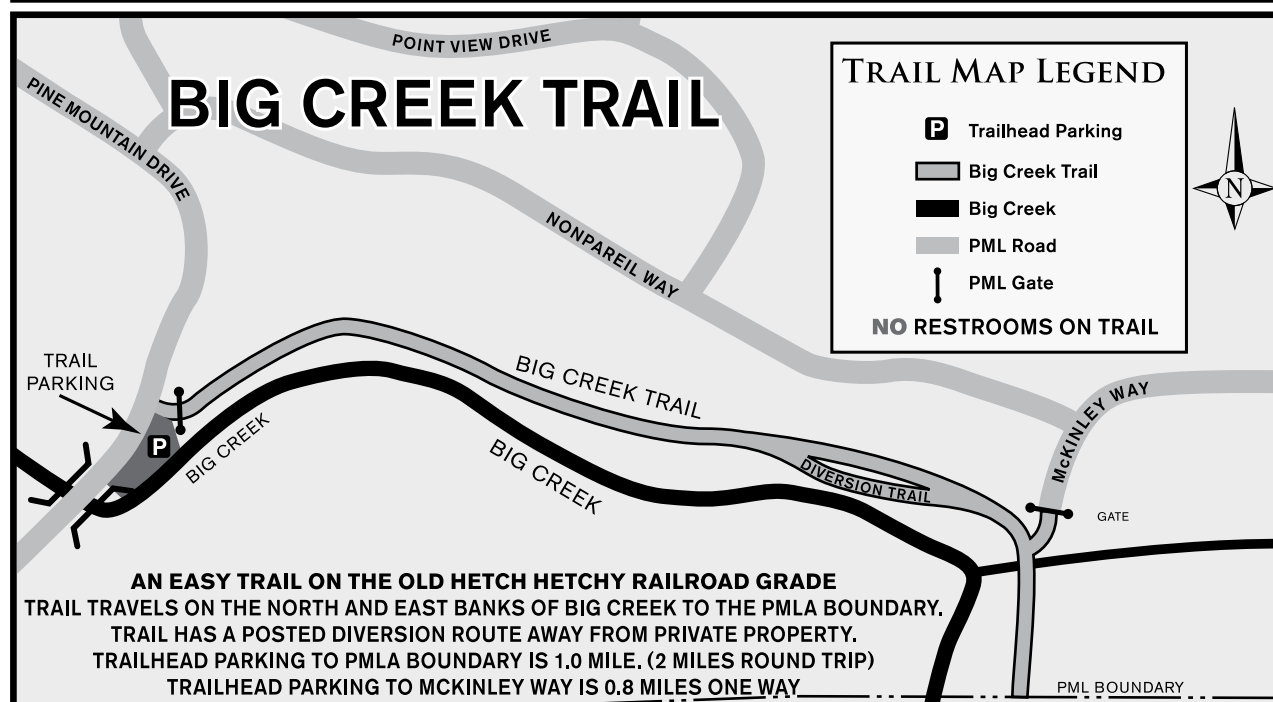 POINT VIEW DRIVE
BIG CREEK TRAIL
PINE MOUNTAIN DRIVE
NONPAREIL WAY
TRAIL MAP LEGEND
P Trailhead Parking
Big Creek Trail
Big Creek
PML Road
PML Gate
NO RESTROOMS ON TRAIL
N
TRAIL
PARKING
P
BIG CREEK
BIG CREEK TRAIL
BIG CREEK
DIVERSION TRAIL
McKINLEY WAY
GATE
AN EASY TRAIL ON THE OLD HETCH HETCHY RAILROAD GRADE
TRAIL TRAVELS ON THE NORTH AND EAST BANKS OF BIG CREEK TO THE PMLA BOUNDARY.
TRAIL HAS A POSTED DIVERSION ROUTE AWAY FROM PRIVATE PROPERTY.
TRAILHEAD PARKING TO PMLA BOUNDARY IS 1.0 MILE. (2 MILES ROUND TRIP)
TRAILHEAD PARKING TO MCKINLEY WAY IS 0.8 MILES ONE WAY
PML BOUNDARY